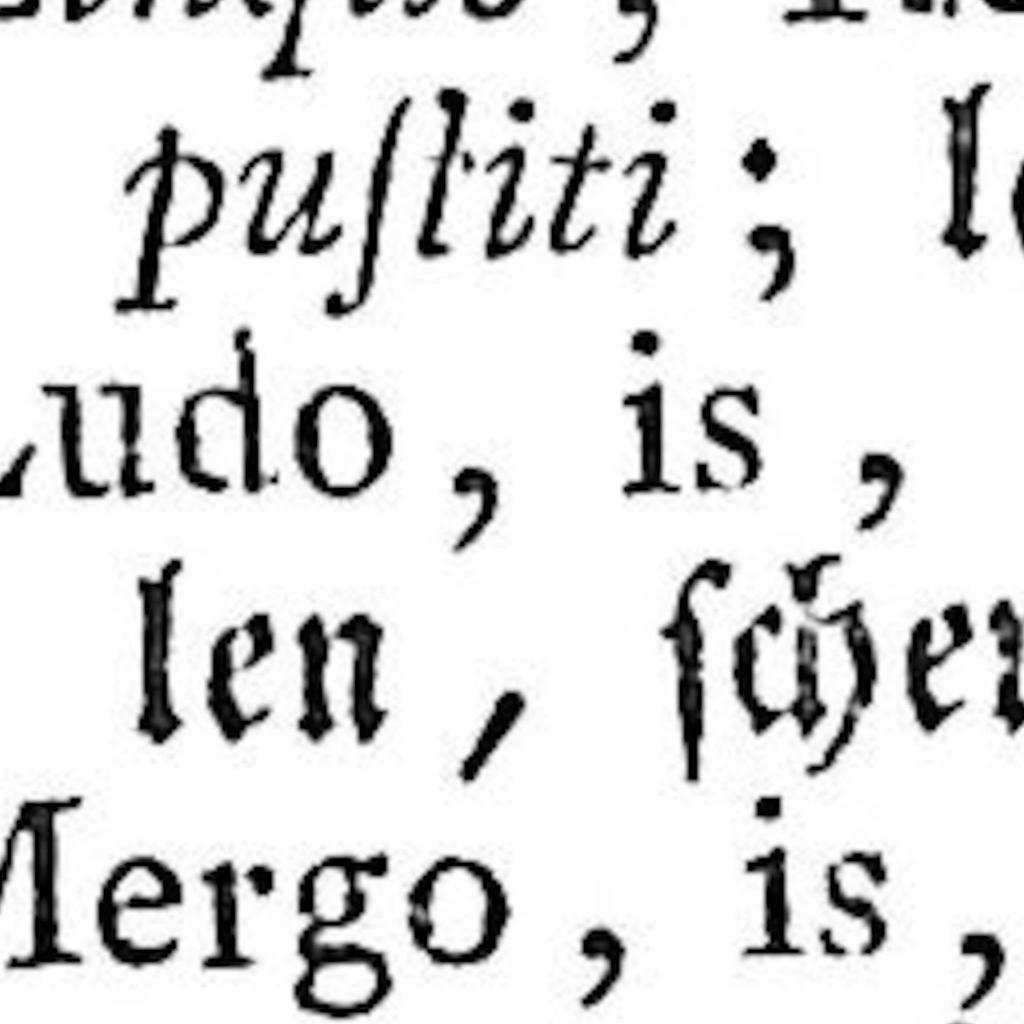 puſtiti ;
Ludo , is ,
len , ſchen
Mergo , is ,